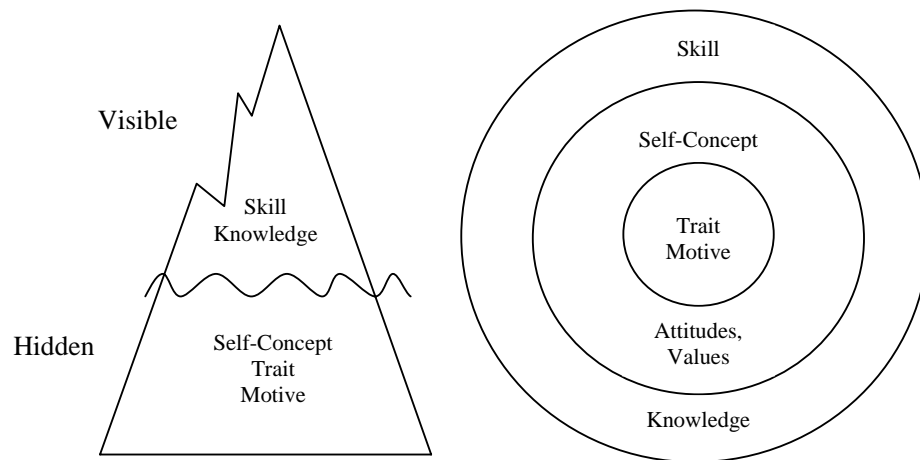 Visible
Skill
Knowledge
Hidden
Self-Concept
Trait
Motive
Skill
Self-Concept
Trait
Motive
Attitudes,
Values
Knowledge